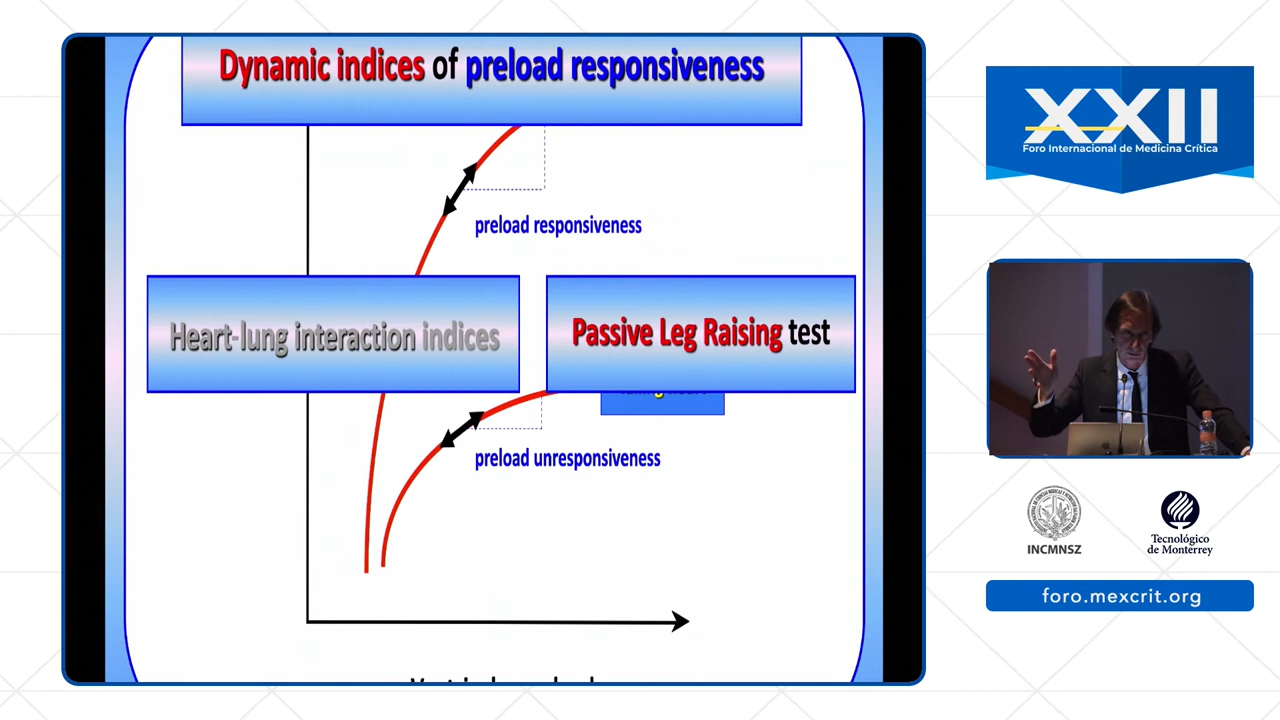 Dynamic indices of preload responsiveness
preload responsiveness
Heart-lung interaction indices
Passive Leg Raising test
preload unresponsiveness
XXII
Foro Internacional de Medicina Crítica
INCMNSZ
Tecnológico
de Monterrey
foro.mexcrit.org